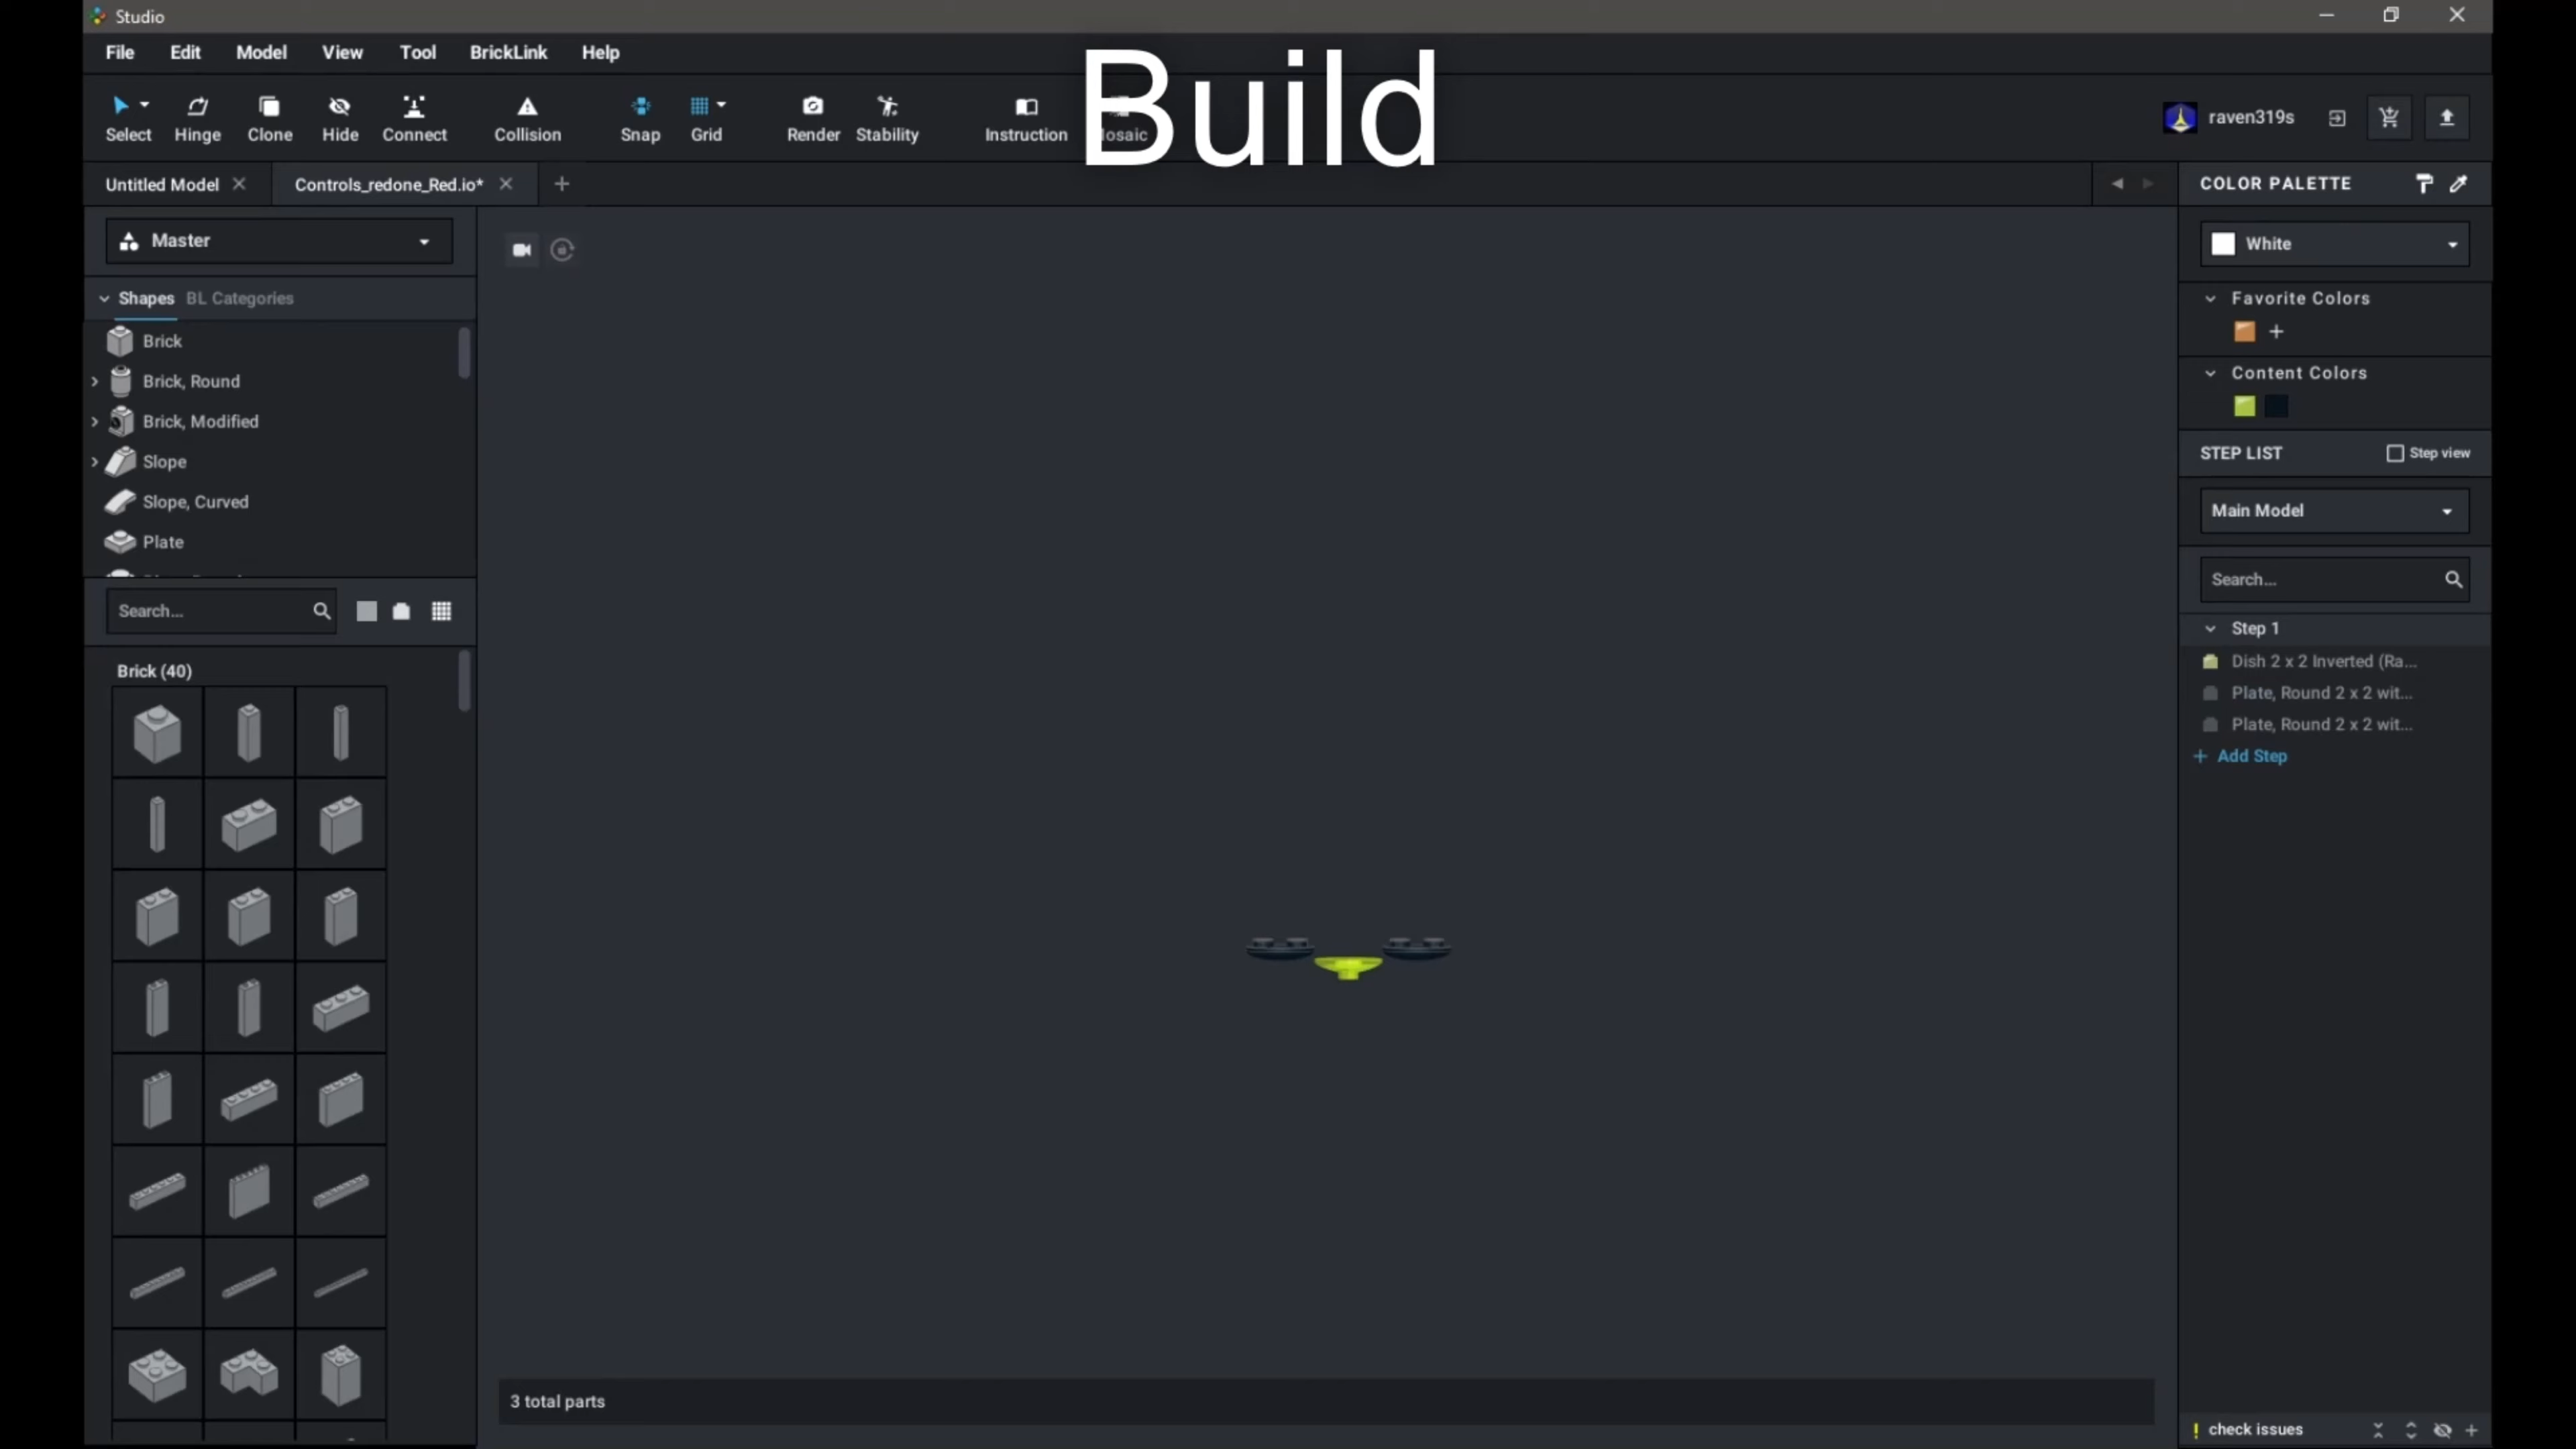 Studio
File Edit Model View Tool BrickLink Help
Build
Select Hinge Clone Hide Connect Collision Snap Grid Render Stability Instruction
raven319s
Untitled Model Controls_redone_Red.io*
COLOR PALETTE
Master
White
Shapes BL Categories
Favorite Colors
Brick
Brick, Round
Content Colors
Brick, Modified
Slope
STEP LIST Step view
Slope, Curved
Main Model
Plate
Search...
Search...
Step 1
Brick (40)
Dish 2 x 2 Inverted (Ra...
Plate, Round 2 x 2 wit...
Plate, Round 2 x 2 wit...
+ Add Step
3 total parts
! check issues